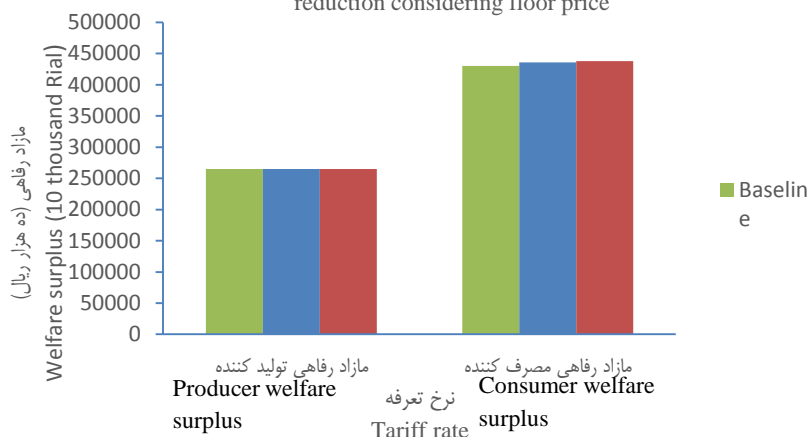 reduction considering floor price
500000
450000
400000
350000
300000
250000
200000
150000
100000
50000
0
مازاد رفاهی (ده هزار ریال)
Welfare surplus (10 thousand Rial)
Baselin
e
مازاد رفاهی تولید کننده
مازاد رفاهی مصرف کننده
Producer welfare
surplus
Consumer welfare
surplus
نرخ تعرفه
Tariff rate